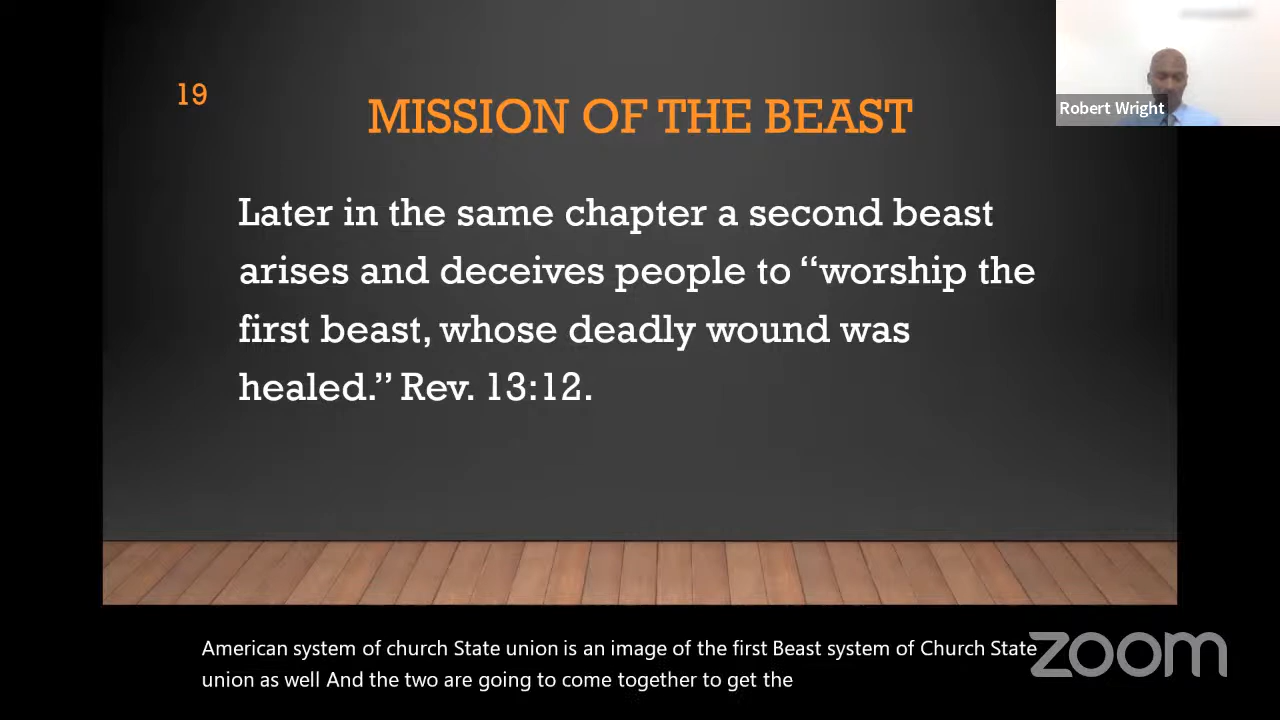 19
MISSION OF THE BEAST
Robert Wright
Later in the same chapter a second beast
arises and deceives people to “worship the
first beast, whose deadly wound was
healed.” Rev. 13:12.
American system of church State union is an image of the first Beast system of Church State
union as well And the two are going to come together to get the
zoom